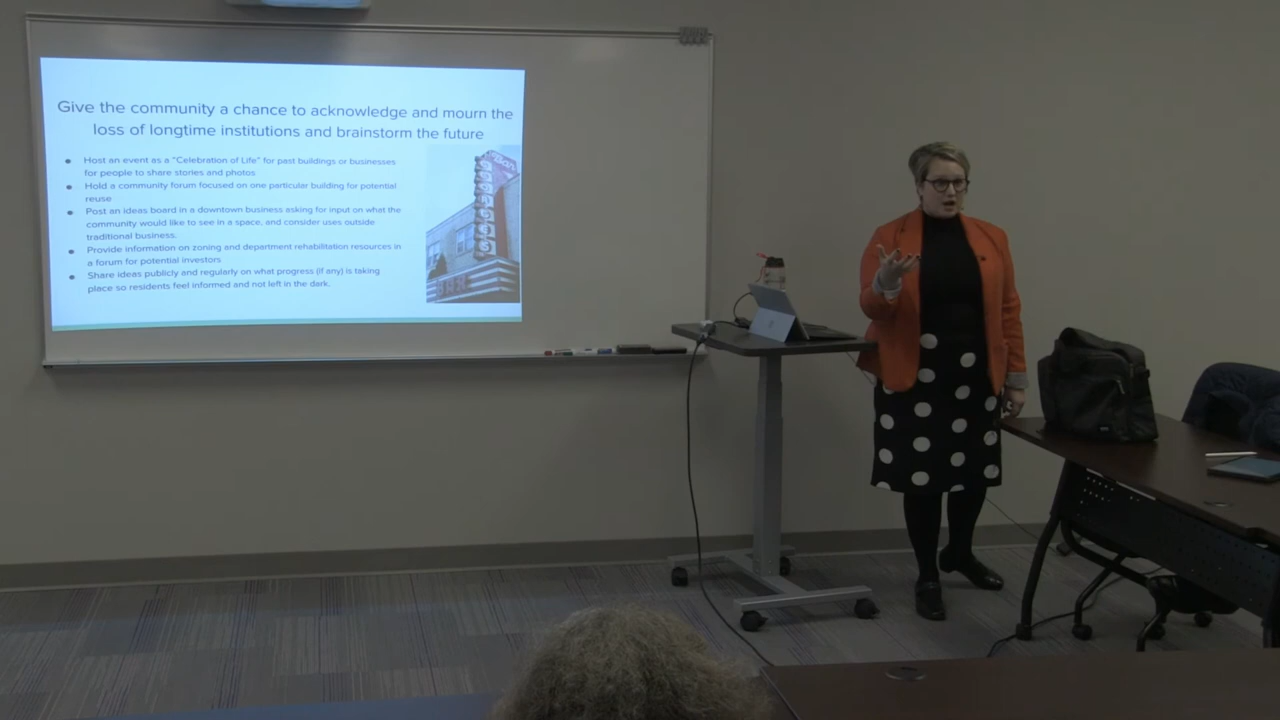 Give the community a chance to acknowledge and mourn the
loss of longtime institutions and brainstorm the future
Host an event as a "Celebration of Life" for past buildings or businesses
for people to share stories and photos
Hold a community forum focused on one particular building for potential
reuse
Post an ideas board in a downtown business asking for input on what the
community would like to see in a space, and consider uses outside
traditional business.
Provide information on zoning and department rehabilitation resources in
a forum for potential investors
Share ideas publicly and regularly on what progress (if any) is taking
place so residents feel informed and not left in the dark.